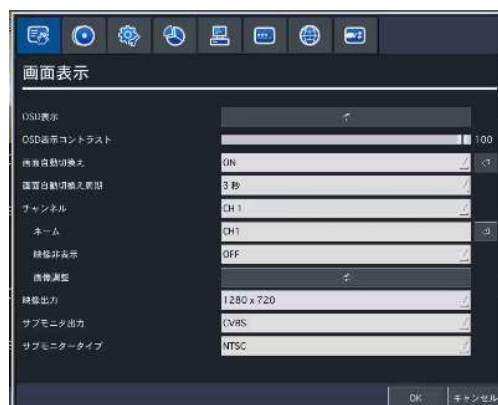 画面表示
OSD表示
OSD表示コントラスト 100
画面自動切換え ON
画面自動切換え周期 3 秒
チャンネル CH 1
ネーム CH1
映像非表示 OFF
画像調整
映像出力 1280 x 720
サブモニタ出力 CVBS
サブモニタータイプ NTSC
OK キャンセル